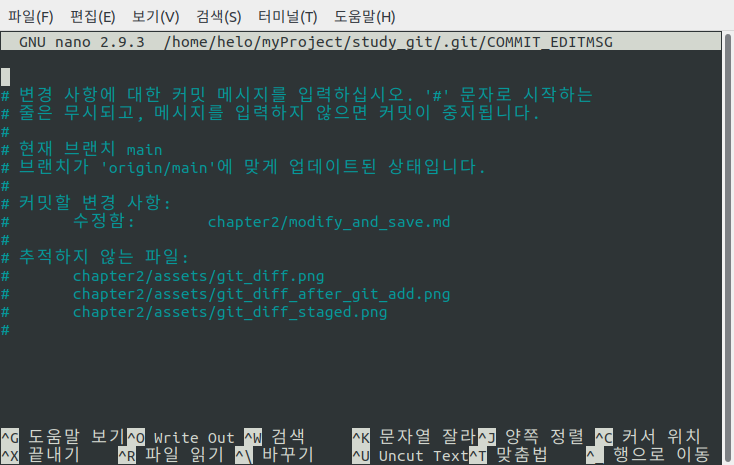 파일(F) 편집(E) 보기(V) 검색(S) 터미널(T) 도움말(H)
GNU nano 2.9.3 /home/helo/myProject/study_git/.git/COMMIT_EDITMSG
# 변경 사항에 대한 커밋 메시지를 입력하십시오. '#' 문자로 시작하는
# 줄은 무시되고, 메시지를 입력하지 않으면 커밋이 중지됩니다.
#
# 현재 브랜치 main
# 브랜치가 'origin/main'에 맞게 업데이트된 상태입니다.
#
# 커밋할 변경 사항:
# 수정함: chapter2/modify_and_save.md
#
# 추적하지 않는 파일:
# chapter2/assets/git_diff.png
# chapter2/assets/git_diff_after_git_add.png
# chapter2/assets/git_diff_staged.png
#
^G 도움말 보기 ^O Write Out ^W 검색 ^K 문자열 잘라 ^J 양쪽 정렬 ^C 커서 위치
^X 끝내기 ^R 파일 읽기 ^\ 바꾸기 ^U Uncut Text ^T 맞춤법 ^_ 행으로 이동